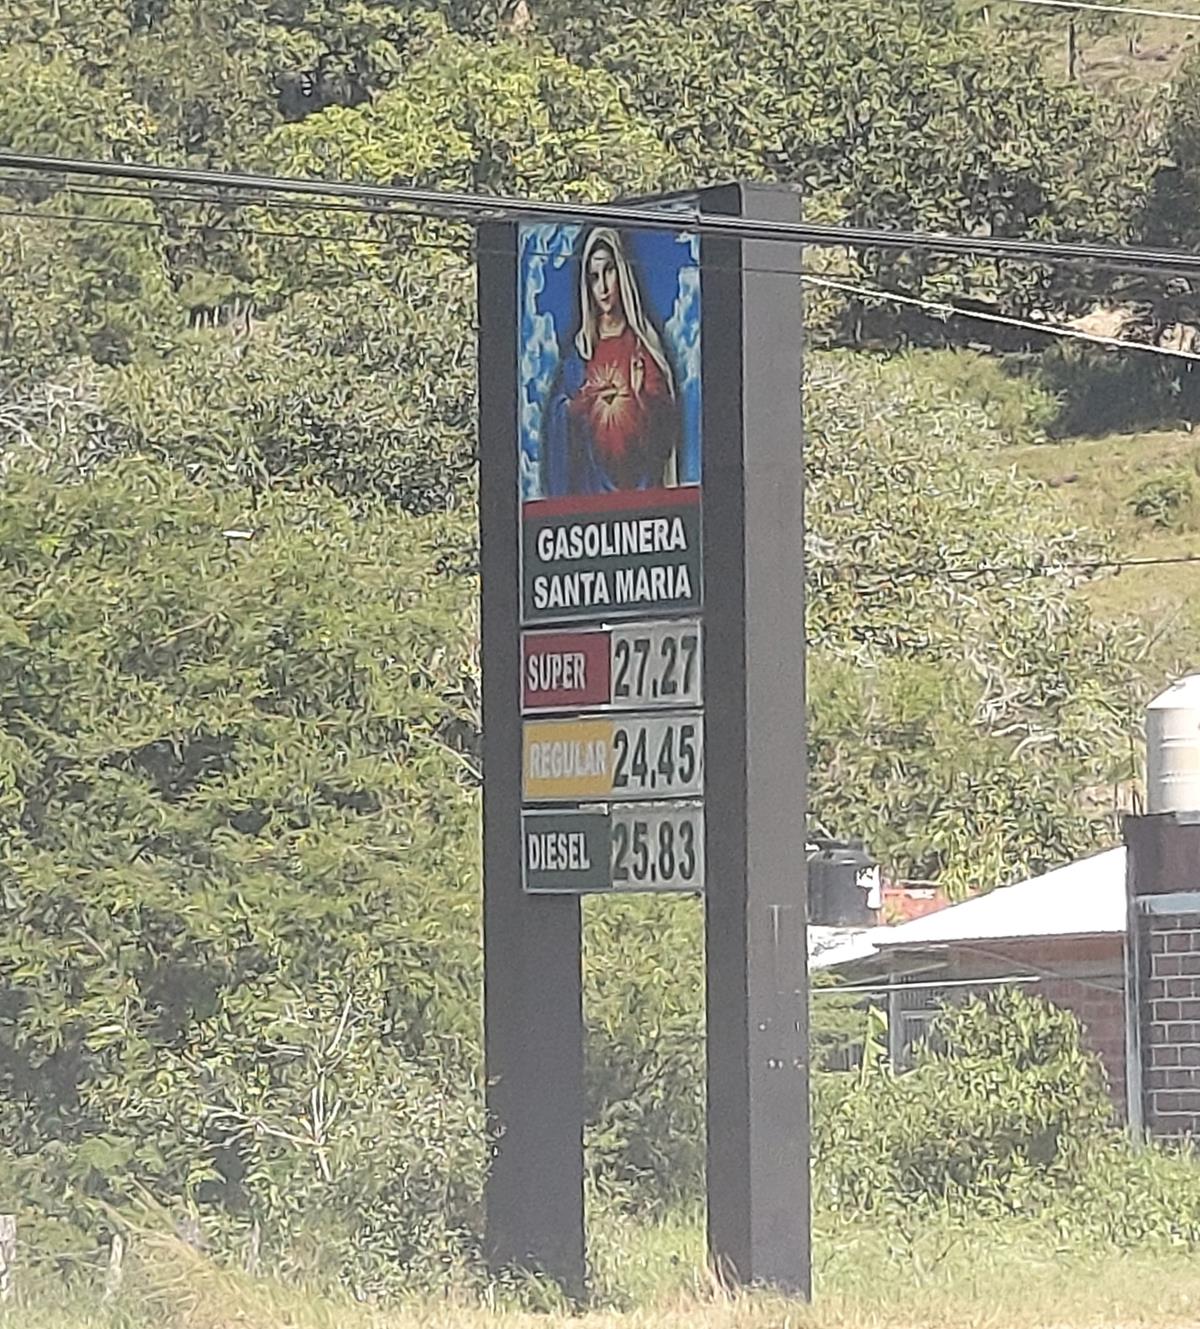 GASOLINERA
SANTA MARIA
SUPER 27.27
REGULAR 24.45
DIESEL 25.83